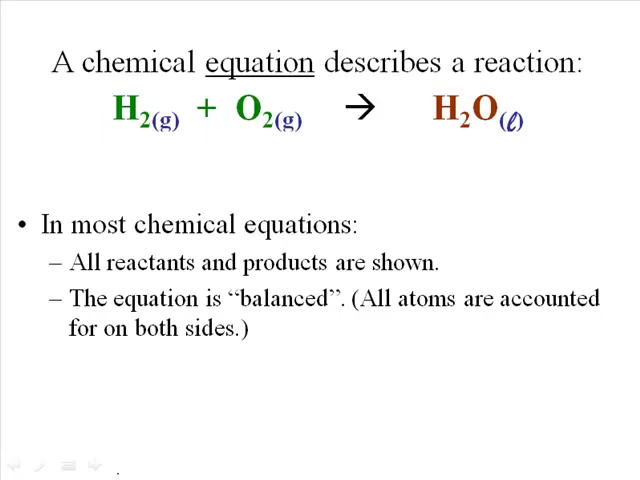 A chemical equation describes a reaction:
H₂(g) + O₂(g) → H₂O(ℓ)
• In most chemical equations:
– All reactants and products are shown.
– The equation is “balanced”. (All atoms are accounted
for on both sides.)